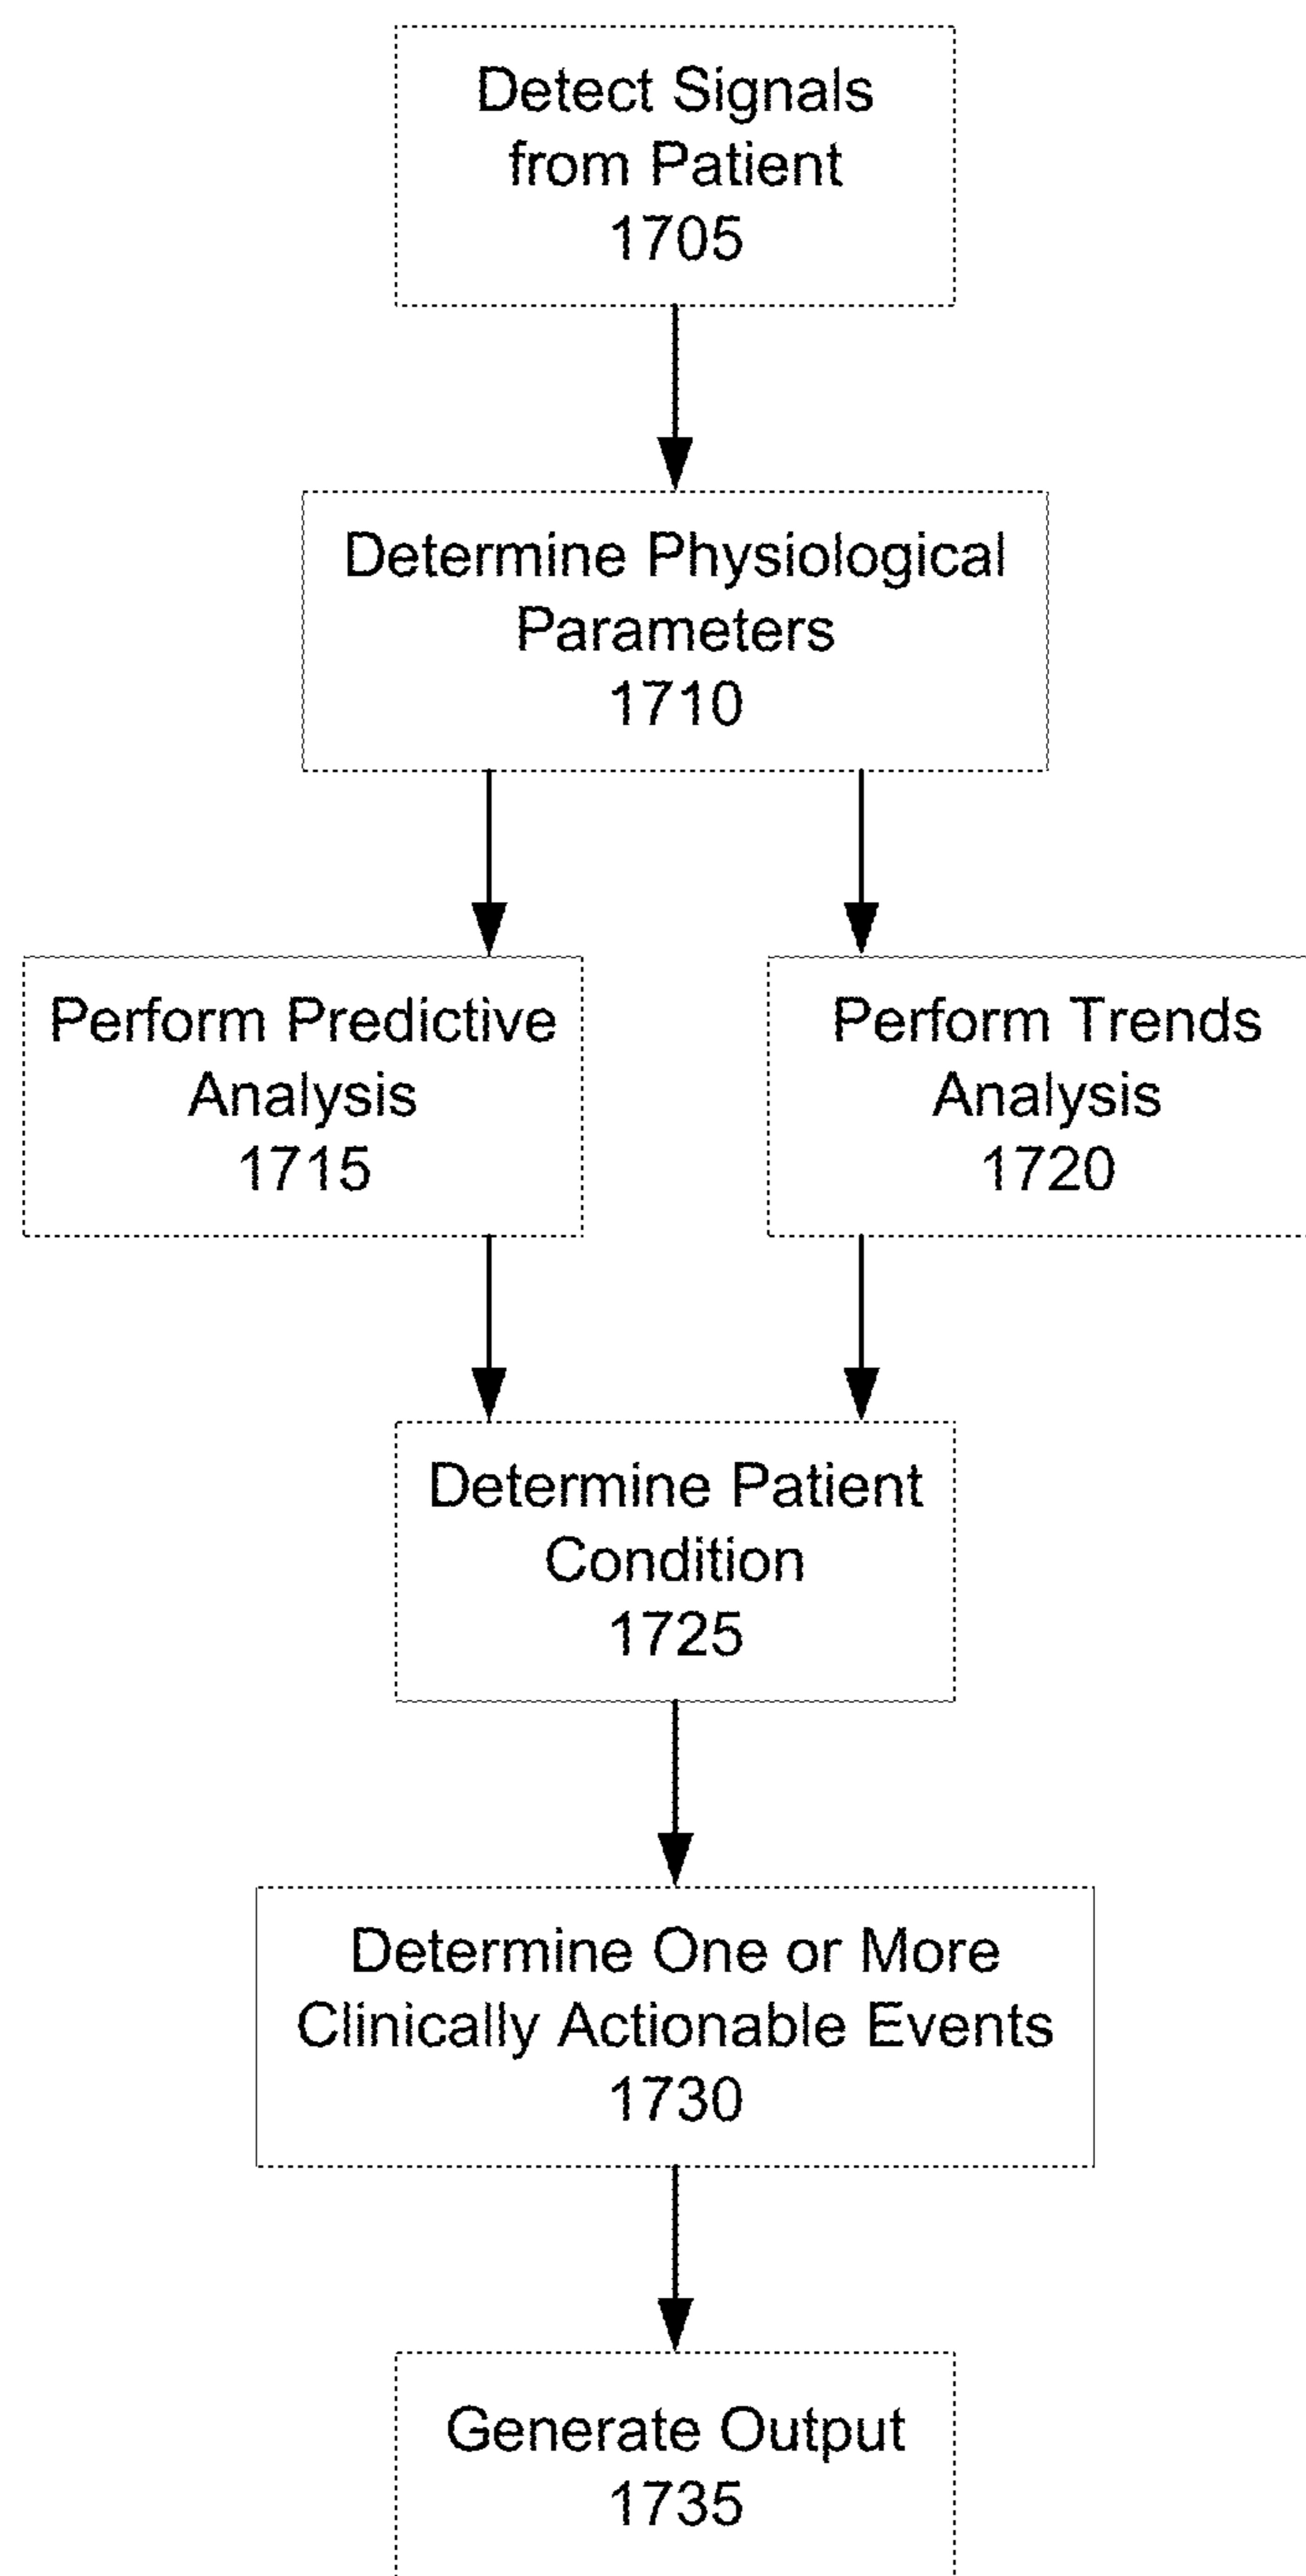 Detect Signals
from Patient
1705
Determine Physiological
Parameters
1710
Perform Predictive
Analysis
1715
Perform Trends
Analysis
1720
Determine Patient
Condition
1725
Determine One or More
Clinically Actionable Events
1730
Generate Output
1735